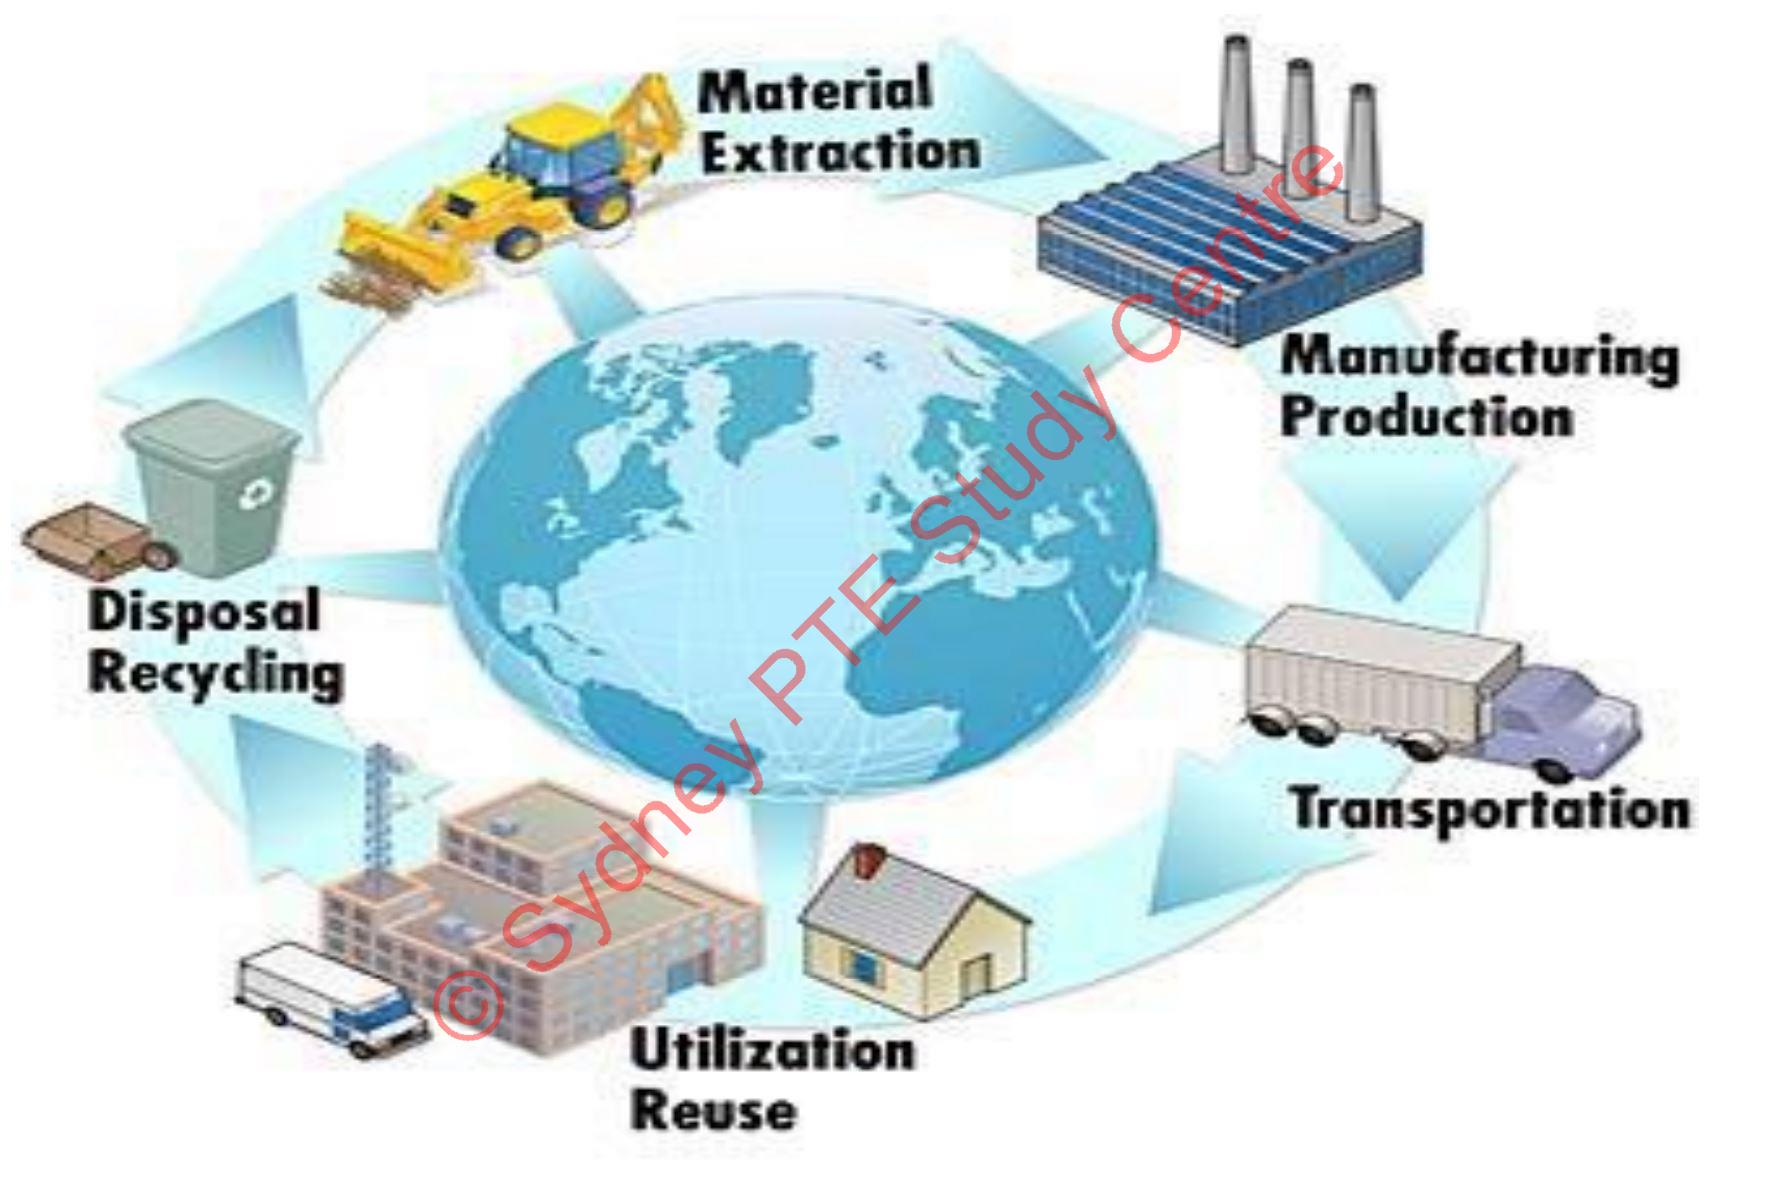 Material
Extraction
Manufacturing
Production
Transportation
Utilization
Reuse
Disposal
Recycling
© Sydney PTE Study Centre